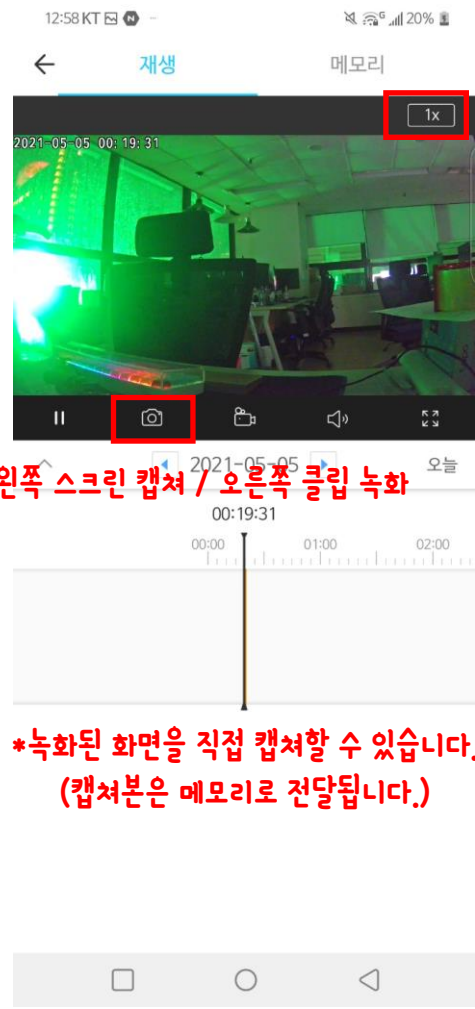 12:58 KT N –
G 20%
재생 메모리
1x
2021-05-05 00:19:31
2021-05-05 오늘
왼쪽 스크린 캡쳐 / 오른쪽 클립 녹화
00:19:31
00:00 01:00 02:00
*녹화된 화면을 직접 캡쳐할 수 있습니다.
(캡쳐본은 메모리로 전달됩니다.)